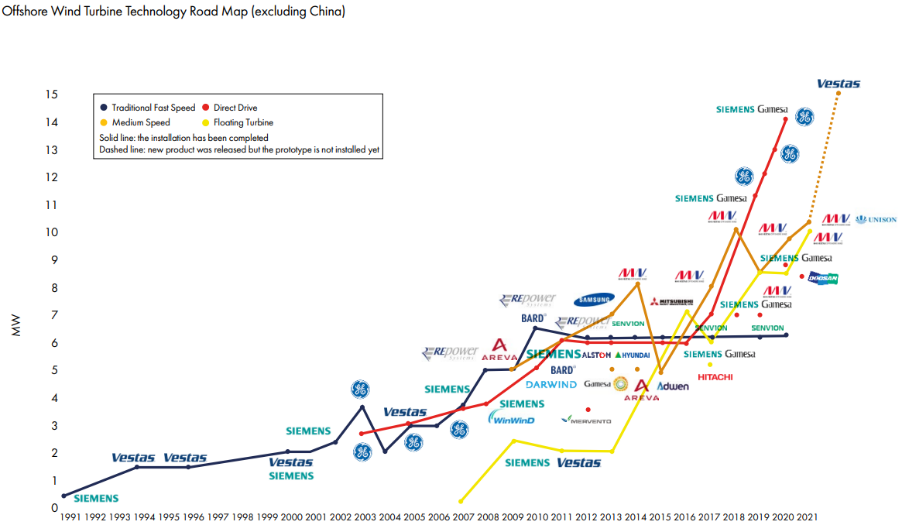 Offshore Wind Turbine Technology Road Map (excluding China)
15
14
13
12
11
10
9
8
7
6
5
4
3
2
1
0
MW
Traditional Fast Speed
Direct Drive
Medium Speed
Floating Turbine
Solid line: the installation has been completed
Dashed line: new product was released but the prototype is not installed yet
Vestas
SIEMENS Gamesa
SIEMENS Gamesa
UNISON
SIEMENS Gamesa
DOOSAN
SIEMENS Gamesa
MITSUBISHI
REpower
SAMSUNG
BARD
REpower
SENVION
SENVION
SENVION
REpower
AREVA
SIEMENS
ALSTOM
HYUNDAI
SIEMENS Gamesa
BARD
HITACHI
SIEMENS
DARWIND
Gamesa
AREVA
Adwen
Vestas
SIEMENS
WinWinD
MERVENTO
SIEMENS
Vestas
Vestas
Vestas
SIEMENS
SIEMENS
Vestas
SIEMENS
1991 1992 1993 1994 1995 1996 1997 1998 1999 2000 2001 2002 2003 2004 2005 2006 2007 2008 2009 2010 2011 2012 2013 2014 2015 2016 2017 2018 2019 2020 2021